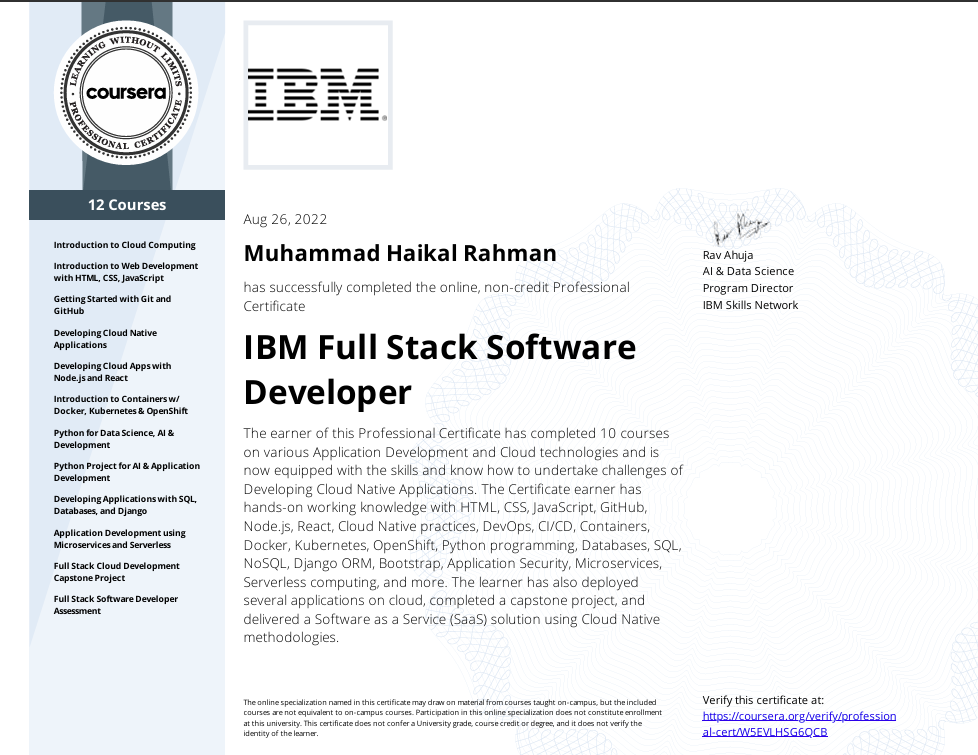 LEARNING WITHOUT LIMITS
coursera
PROFESSIONAL CERTIFICATE
IBM®
12 Courses
Introduction to Cloud Computing
Introduction to Web Development
with HTML, CSS, JavaScript
Getting Started with Git and
GitHub
Developing Cloud Native
Applications
Developing Cloud Apps with
Node.js and React
Introduction to Containers w/
Docker, Kubernetes & OpenShift
Python for Data Science, AI &
Development
Python Project for AI & Application
Development
Developing Applications with SQL,
Databases, and Django
Application Development using
Microservices and Serverless
Full Stack Cloud Development
Capstone Project
Full Stack Software Developer
Assessment
Aug 26, 2022
Muhammad Haikal Rahman
has successfully completed the online, non-credit Professional
Certificate
IBM Full Stack Software
Developer
The earner of this Professional Certificate has completed 10 courses
on various Application Development and Cloud technologies and is
now equipped with the skills and know how to undertake challenges of
Developing Cloud Native Applications. The Certificate earner has
hands-on working knowledge with HTML, CSS, JavaScript, GitHub,
Node.js, React, Cloud Native practices, DevOps, CI/CD, Containers,
Docker, Kubernetes, OpenShift, Python programming, Databases, SQL,
NoSQL, Django ORM, Bootstrap, Application Security, Microservices,
Serverless computing, and more. The learner has also deployed
several applications on cloud, completed a capstone project, and
delivered a Software as a Service (SaaS) solution using Cloud Native
methodologies.
Rav Ahuja
AI & Data Science
Program Director
IBM Skills Network
The online specialization named in this certificate may draw on material from courses taught on-campus, but the included
courses are not equivalent to on-campus courses. Participation in this online specialization does not constitute enrollment
at this university. This certificate does not confer a University grade, course credit or degree, and it does not verify the
identity of the learner.
Verify this certificate at:
https://coursera.org/verify/profession
al-cert/W5EVLHSG6QCB